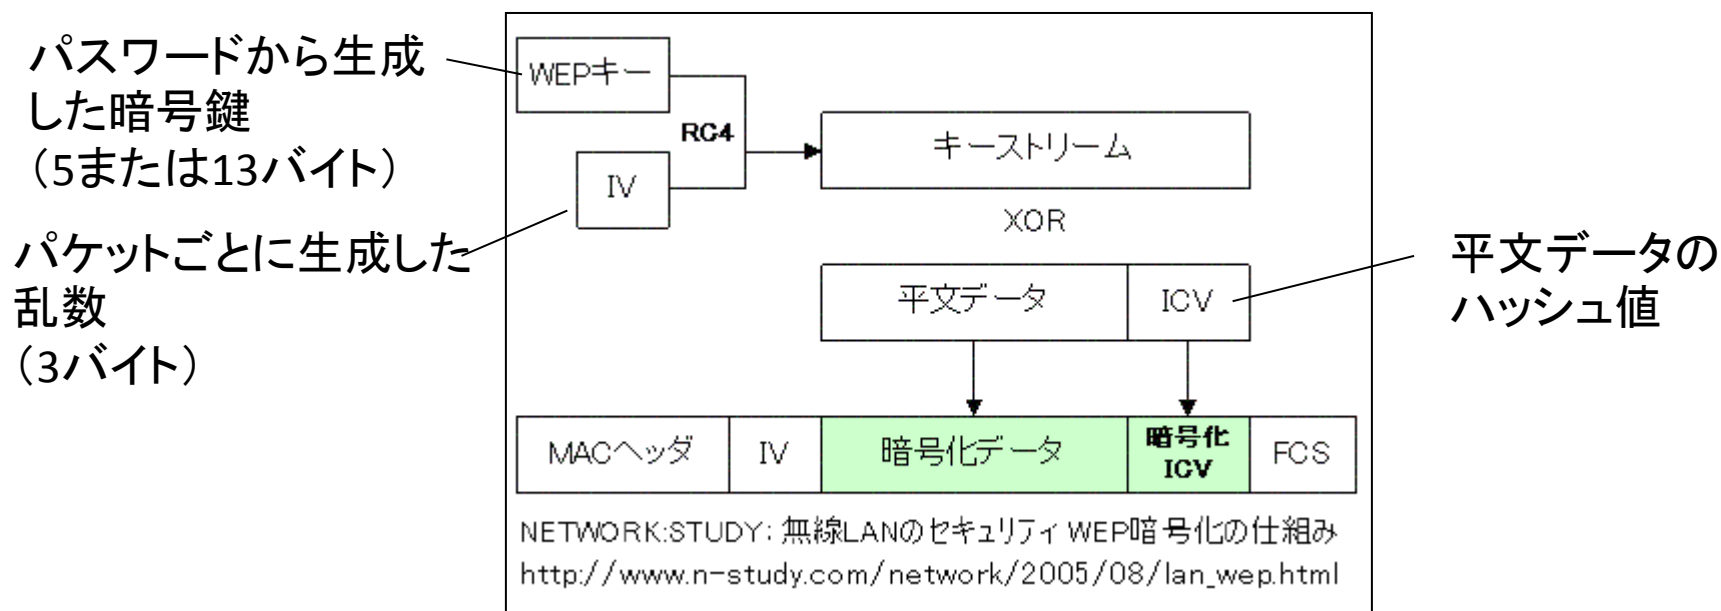 パスワードから生成
した暗号鍵
（5または13バイト）
パケットごとに生成した
乱数
（3バイト）
WEPキー
RC4
IV
キーストリーム
XOR
平文データ
ICV
平文データの
ハッシュ値
MACヘッダ
IV
暗号化データ
暗号化
ICV
FCS
NETWORK:STUDY: 無線LANのセキュリティ WEP暗号化の仕組み
http://www.n-study.com/network/2005/08/lan_wep.html